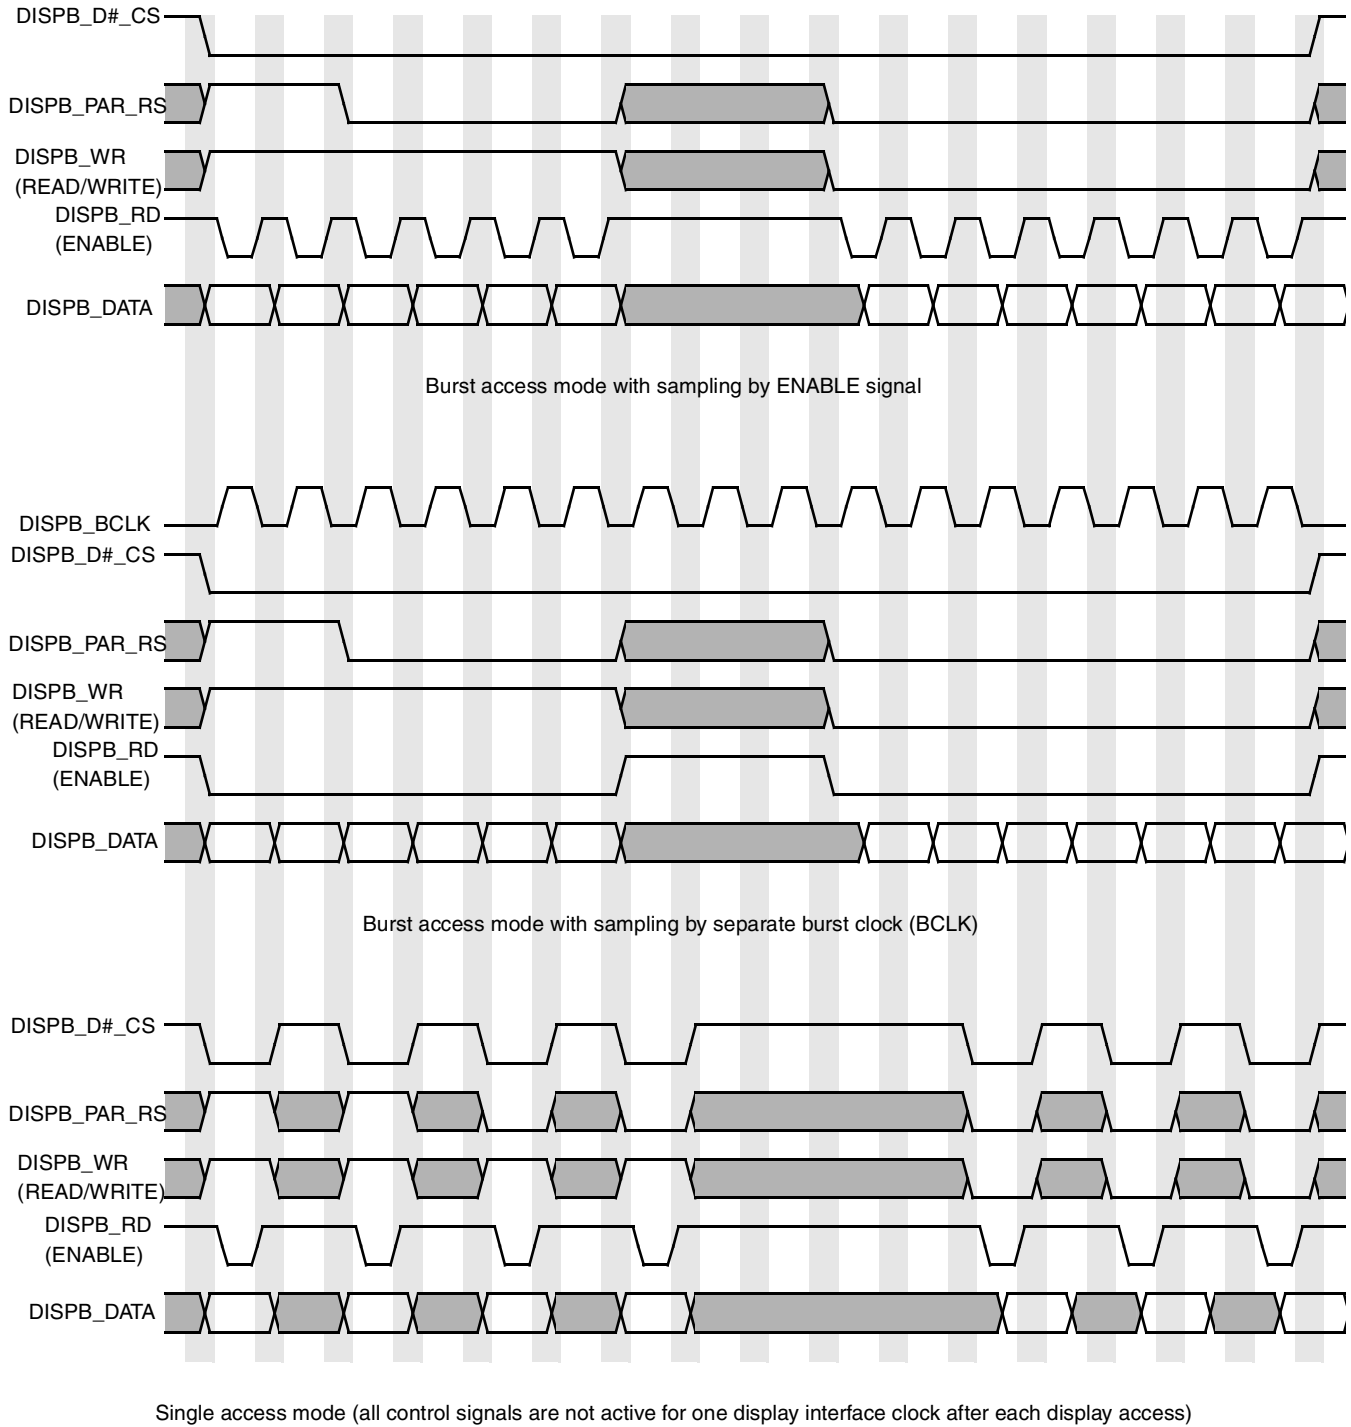 DISPB_D#_CS
DISPB_PAR_RS
DISPB_WR
(READ/WRITE)
DISPB_RD
(ENABLE)
DISPB_DATA
Burst access mode with sampling by ENABLE signal
DISPB_BCLK
DISPB_D#_CS
DISPB_PAR_RS
DISPB_WR
(READ/WRITE)
DISPB_RD
(ENABLE)
DISPB_DATA
Burst access mode with sampling by separate burst clock (BCLK)
DISPB_D#_CS
DISPB_PAR_RS
DISPB_WR
(READ/WRITE)
DISPB_RD
(ENABLE)
DISPB_DATA
Single access mode (all control signals are not active for one display interface clock after each display access)